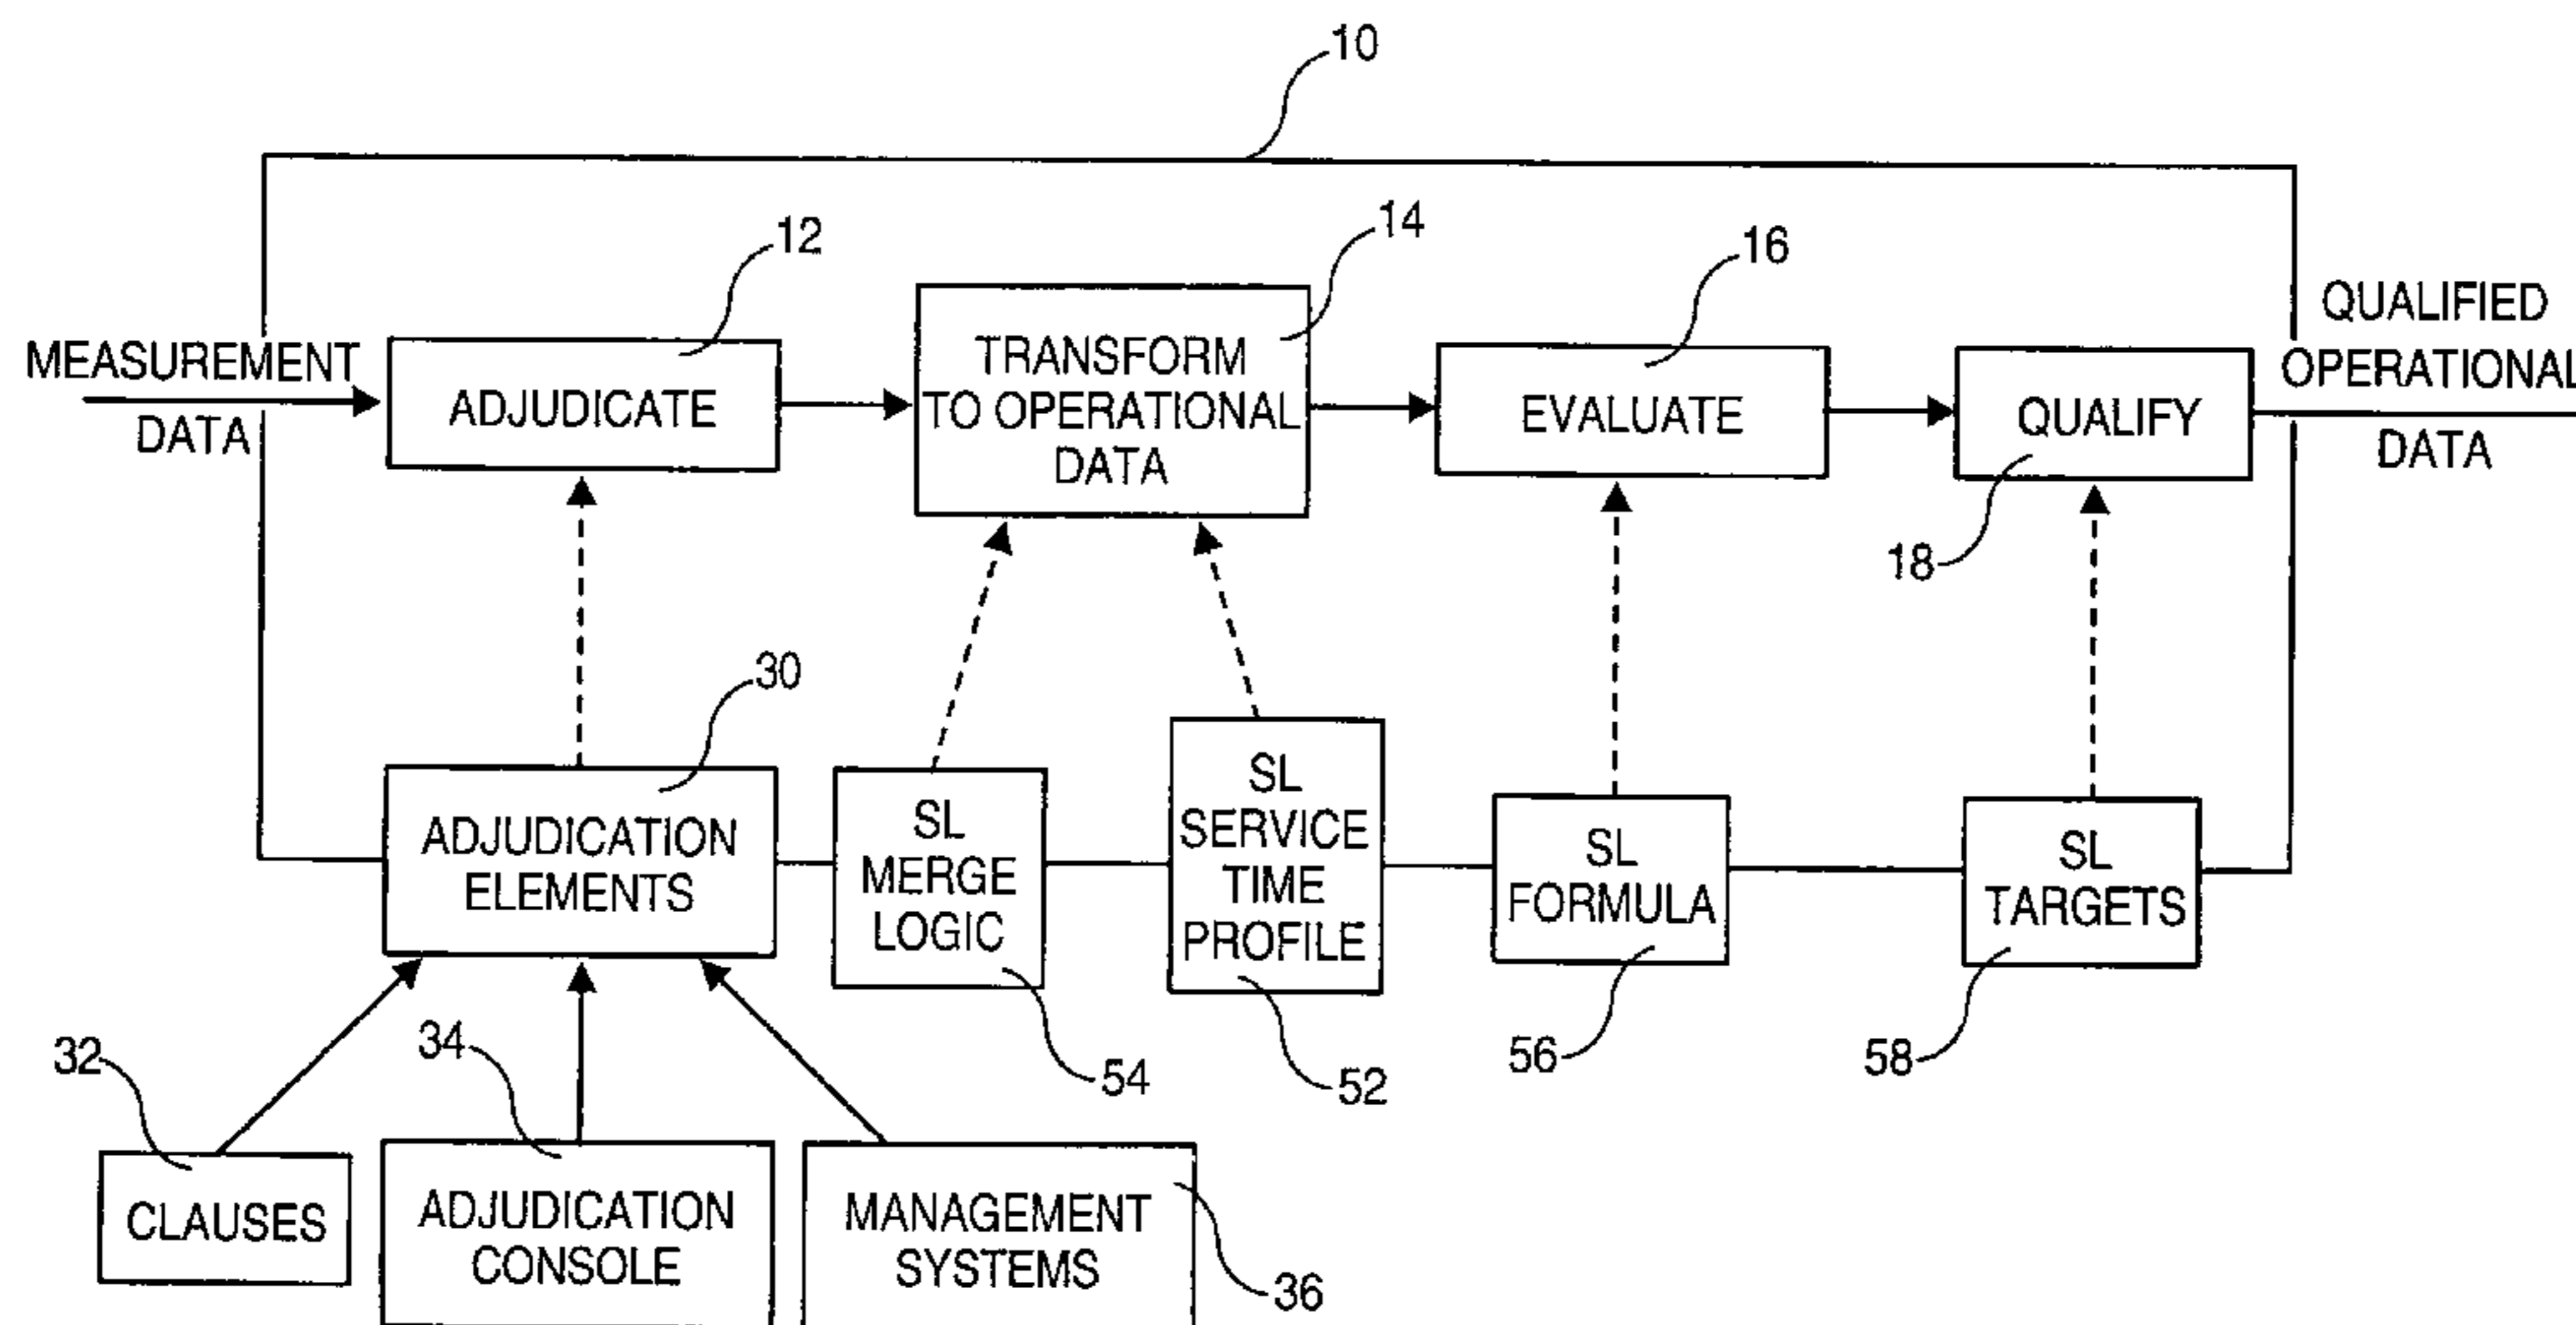 10
12
14
16
QUALIFIED
OPERATIONAL
DATA
MEASUREMENT
DATA
ADJUDICATE
TRANSFORM
TO OPERATIONAL
DATA
EVALUATE
QUALIFY
18
30
ADJUDICATION
ELEMENTS
SL
MERGE
LOGIC
SL
SERVICE
TIME
PROFILE
SL
FORMULA
SL
TARGETS
32
34
54
52
56
58
CLAUSES
ADJUDICATION
CONSOLE
MANAGEMENT
SYSTEMS
36